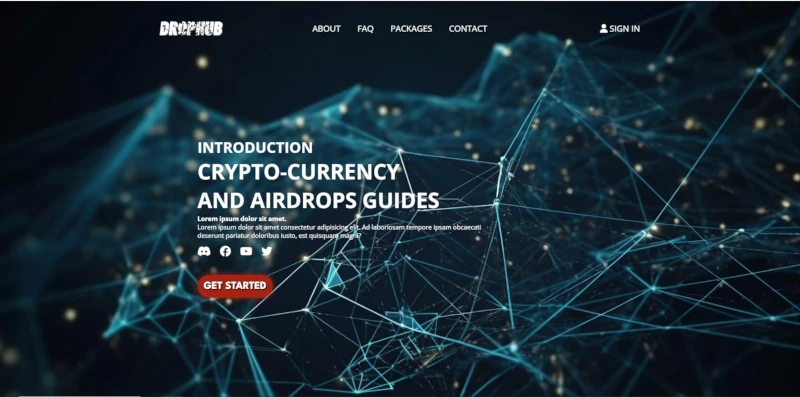 DROPHUB
ABOUT FAQ PACKAGES CONTACT
SIGN IN
INTRODUCTION
CRYPTO-CURRENCY
AND AIRDROPS GUIDES
Lorem ipsum dolor sit amet.
Lorem ipsum dolor sit amet consectetur adipisicing elit. Ad laboriosam tempore ipsam obcaecati
deserunt pariatur doloribus iusto, est quisquam magni?
GET STARTED